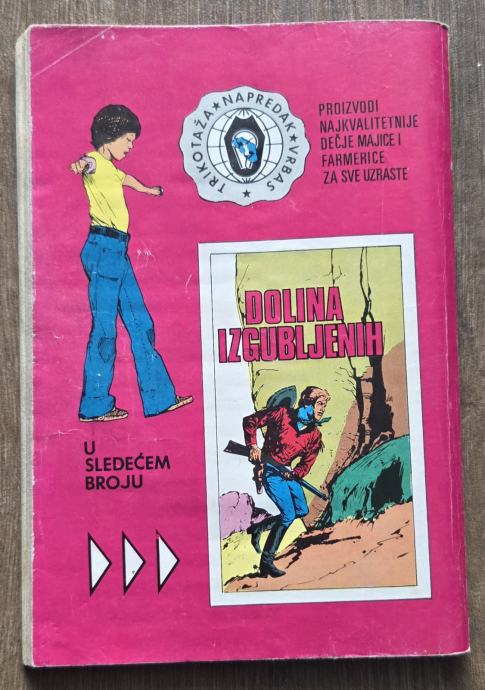 TRIKOTAŽA ★ NAPREDAK ★ VRBAS ★
PROIZVODI
NAJKVALITETNIJE
DEČJE MAJICE I
FARMERICE
ZA SVE UZRASTE
DOLINA
IZGUBLJENIH
U
SLEDEĆEM
BROJU